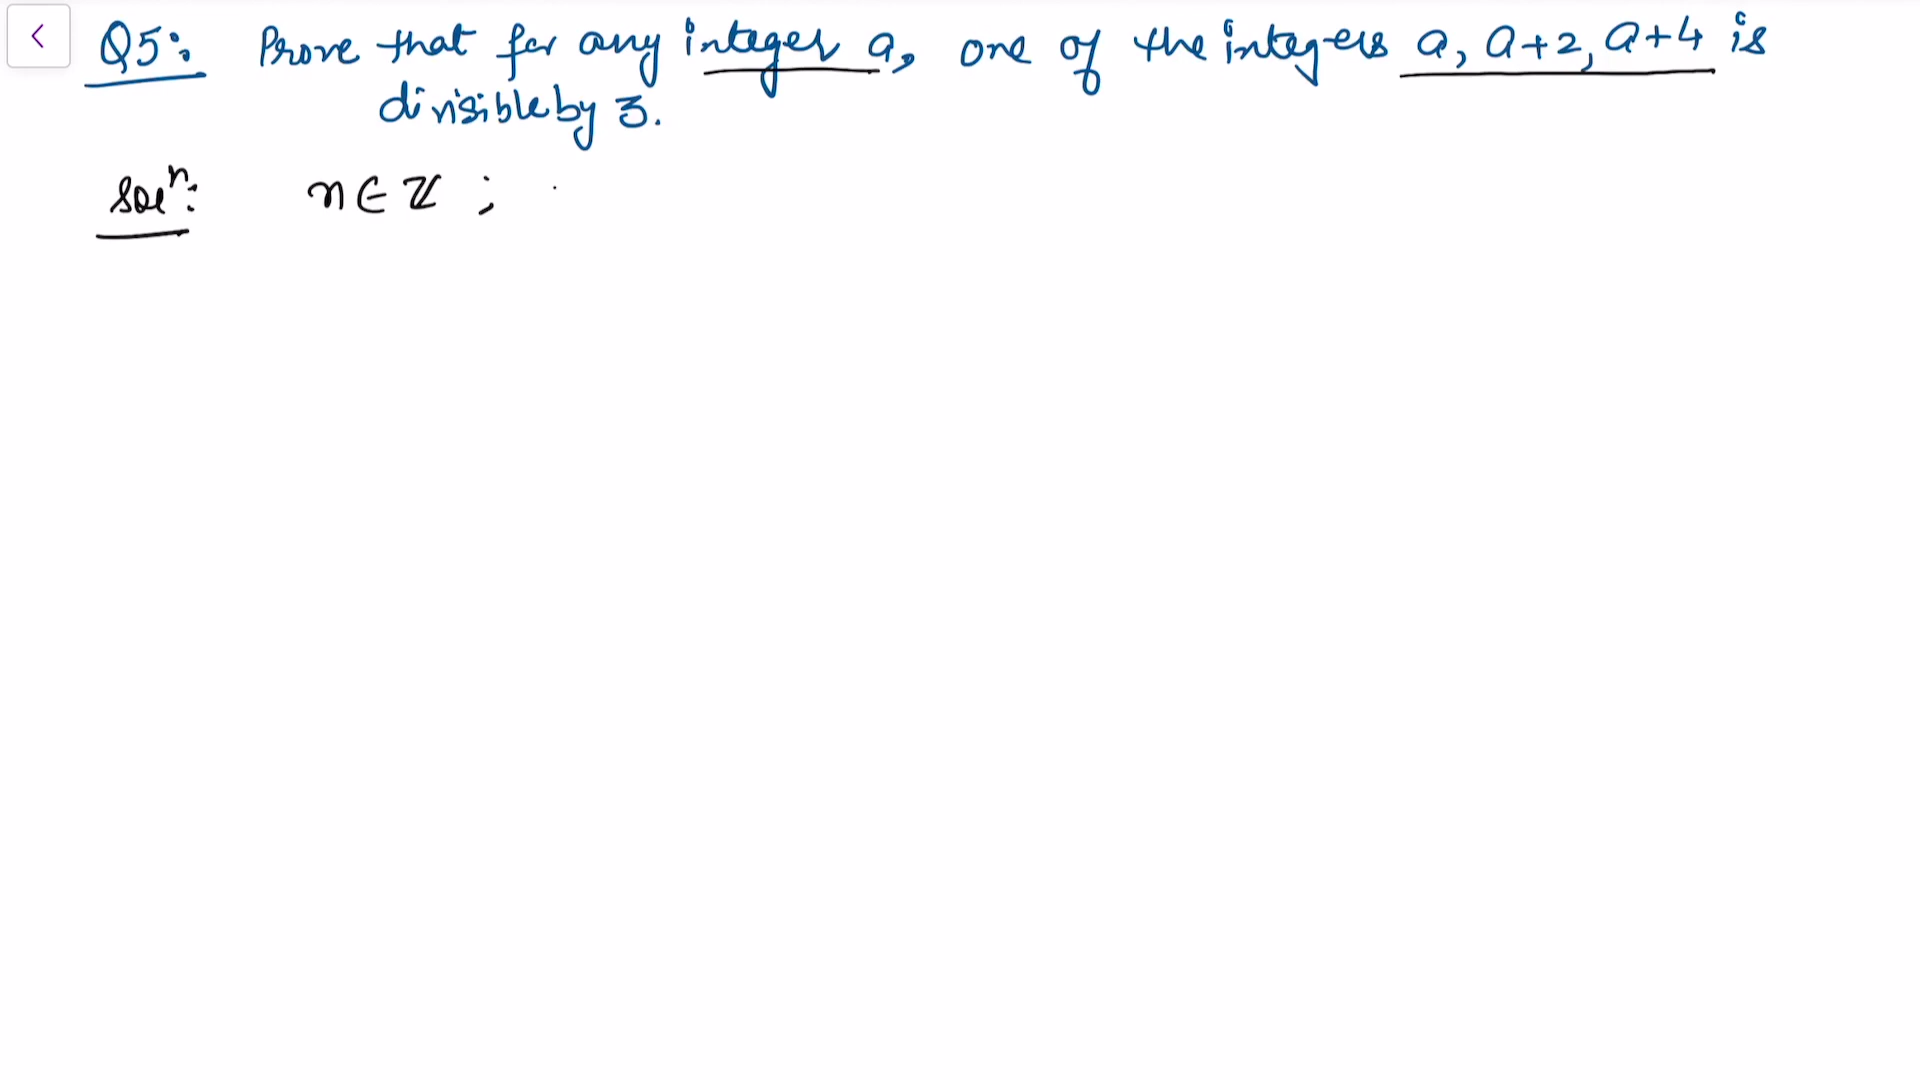 Q5: Prove that for any integer a, one of the integers a, a+2, a+4 is
divisible by 3.
Solⁿ: n ∈ ℤ ;